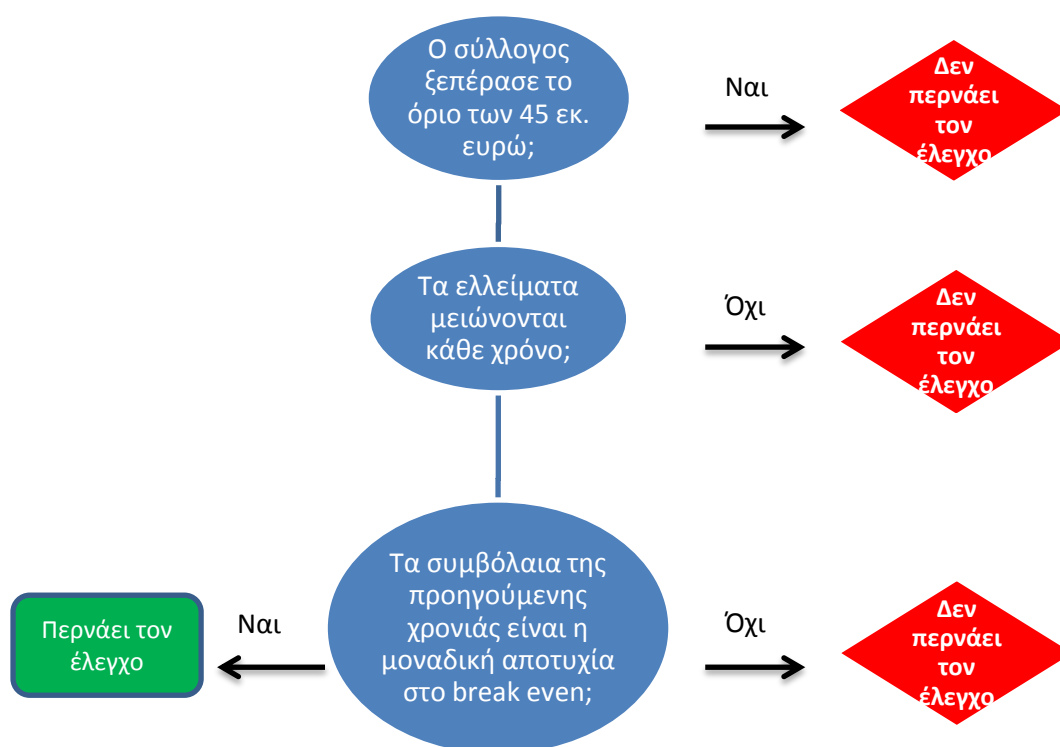 Ο σύλλογος
ξεπέρασε το
όριο των 45 εκ.
ευρώ;
Ναι
Δεν
περνάει
τον
έλεγχο
Τα ελλείματα
μειώνονται
κάθε χρόνο;
Όχι
Δεν
περνάει
τον
έλεγχο
Περνάει τον
έλεγχο
Ναι
Τα συμβόλαια της
προηγούμενης
χρονιάς είναι η
μοναδική αποτυχία
στο break even;
Όχι
Δεν
περνάει
τον
έλεγχο